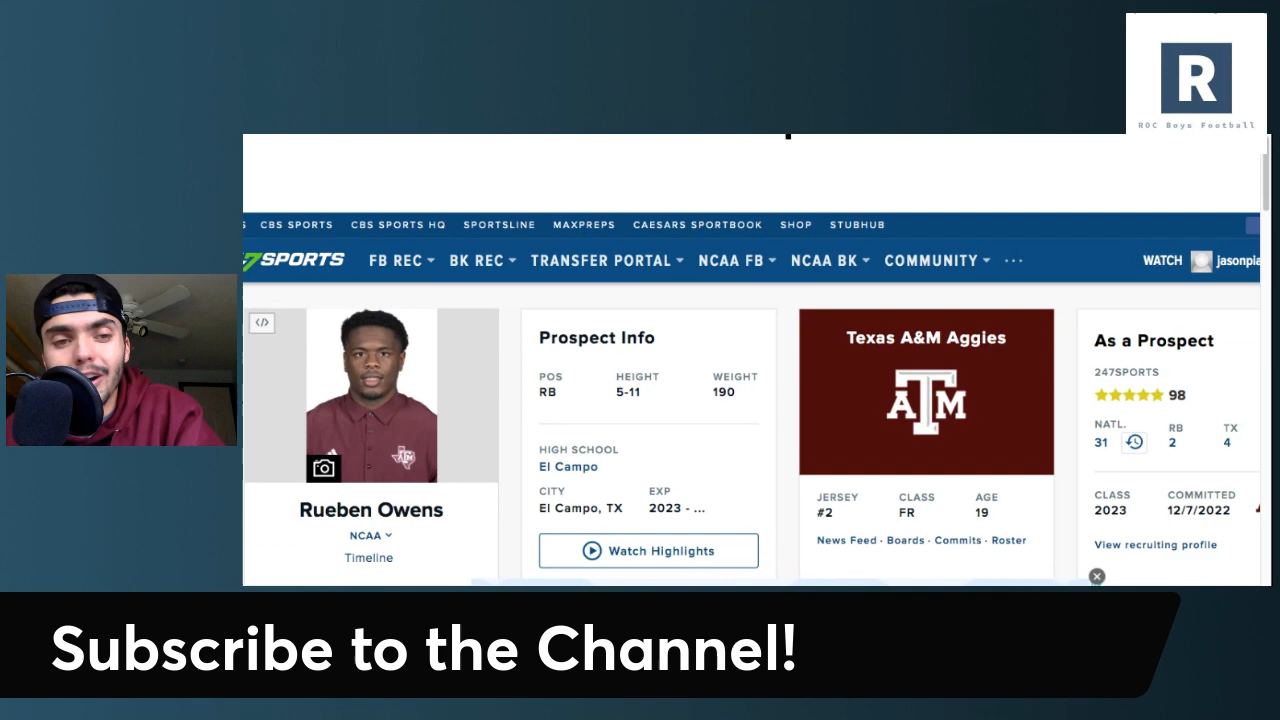 R
ROC Boys Football
CBS SPORTS CBS SPORTS HQ SPORTSLINE MAXPREPS CAESARS SPORTBOOK SHOP STUBHUB
7SPORTS FB REC BK REC TRANSFER PORTAL NCAA FB NCAA BK COMMUNITY ... WATCH jasonpla
</>
Rueben Owens
NCAA
Timeline
Prospect Info
POS HEIGHT WEIGHT
RB 5-11 190
HIGH SCHOOL
El Campo
CITY EXP
El Campo, TX 2023 - ...
Watch Highlights
Texas A&M Aggies
ATM
JERSEY CLASS AGE
#2 FR 19
News Feed · Boards · Commits · Roster
As a Prospect
247SPORTS
98
NATL. RB TX
31 2 4
CLASS COMMITTED
2023 12/7/2022
View recruiting profile
Subscribe to the Channel!